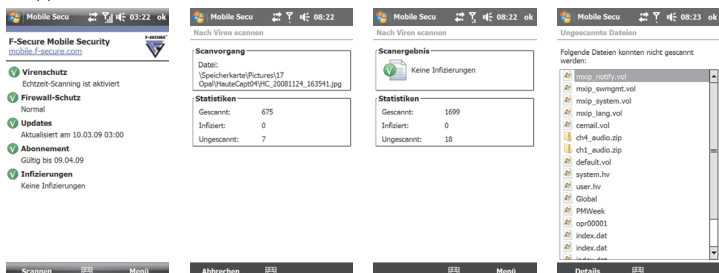 Mobile Secu 03:22 ok
F-Secure Mobile Security
mobile.f-secure.com
F-SECURE
Virenschutz
Echtzeit-Scanning ist aktiviert
Firewall-Schutz
Normal
Updates
Aktualisiert am 10.03.09 03:00
Abonnement
Gültig bis 09.04.09
Infizierungen
Keine Infizierungen
Scannen Menü
Mobile Secu 08:22
Nach Viren scannen
Scanvorgang
Datei:
\Speicherkarte\Pictures\17
Opal\HauteCapt04\HC_20081124_163541.jpg
Statistiken
Gescannt: 675
Infiziert: 0
Ungescannt: 7
Abbrechen
Mobile Secu 08:22 ok
Nach Viren scannen
Scanergebnis
Keine Infizierungen
Statistiken
Gescannt: 1699
Infiziert: 0
Ungescannt: 18
Menü
Mobile Secu 08:23 ok
Ungescannte Dateien
Folgende Dateien konnten nicht gescannt
werden:
mxip_notify.vol
mxip_swmgmt.vol
mxip_system.vol
mxip_lang.vol
cemail.vol
ch4_audio.zip
ch1_audio.zip
default.vol
system.hv
user.hv
Global
PMWeek
opr00001
index.dat
index.dat
index.dat
Details